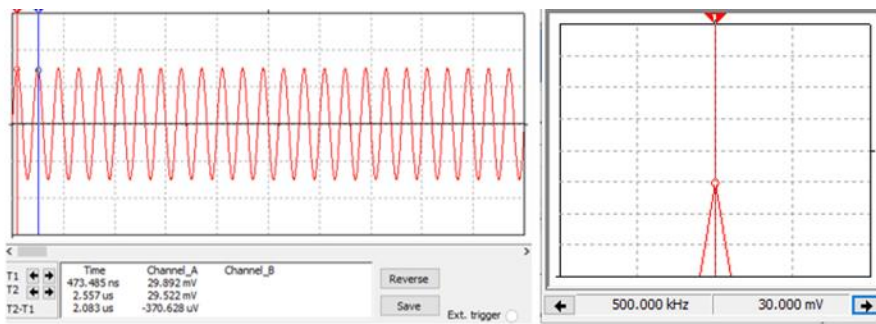 T1
T2
T2-T1
Time Channel_A Channel_B
473.485 ns 29.892 mV
2.557 us 29.522 mV
2.083 us -370.628 uV
Reverse
Save
Ext. trigger
500.000 kHz 30.000 mV